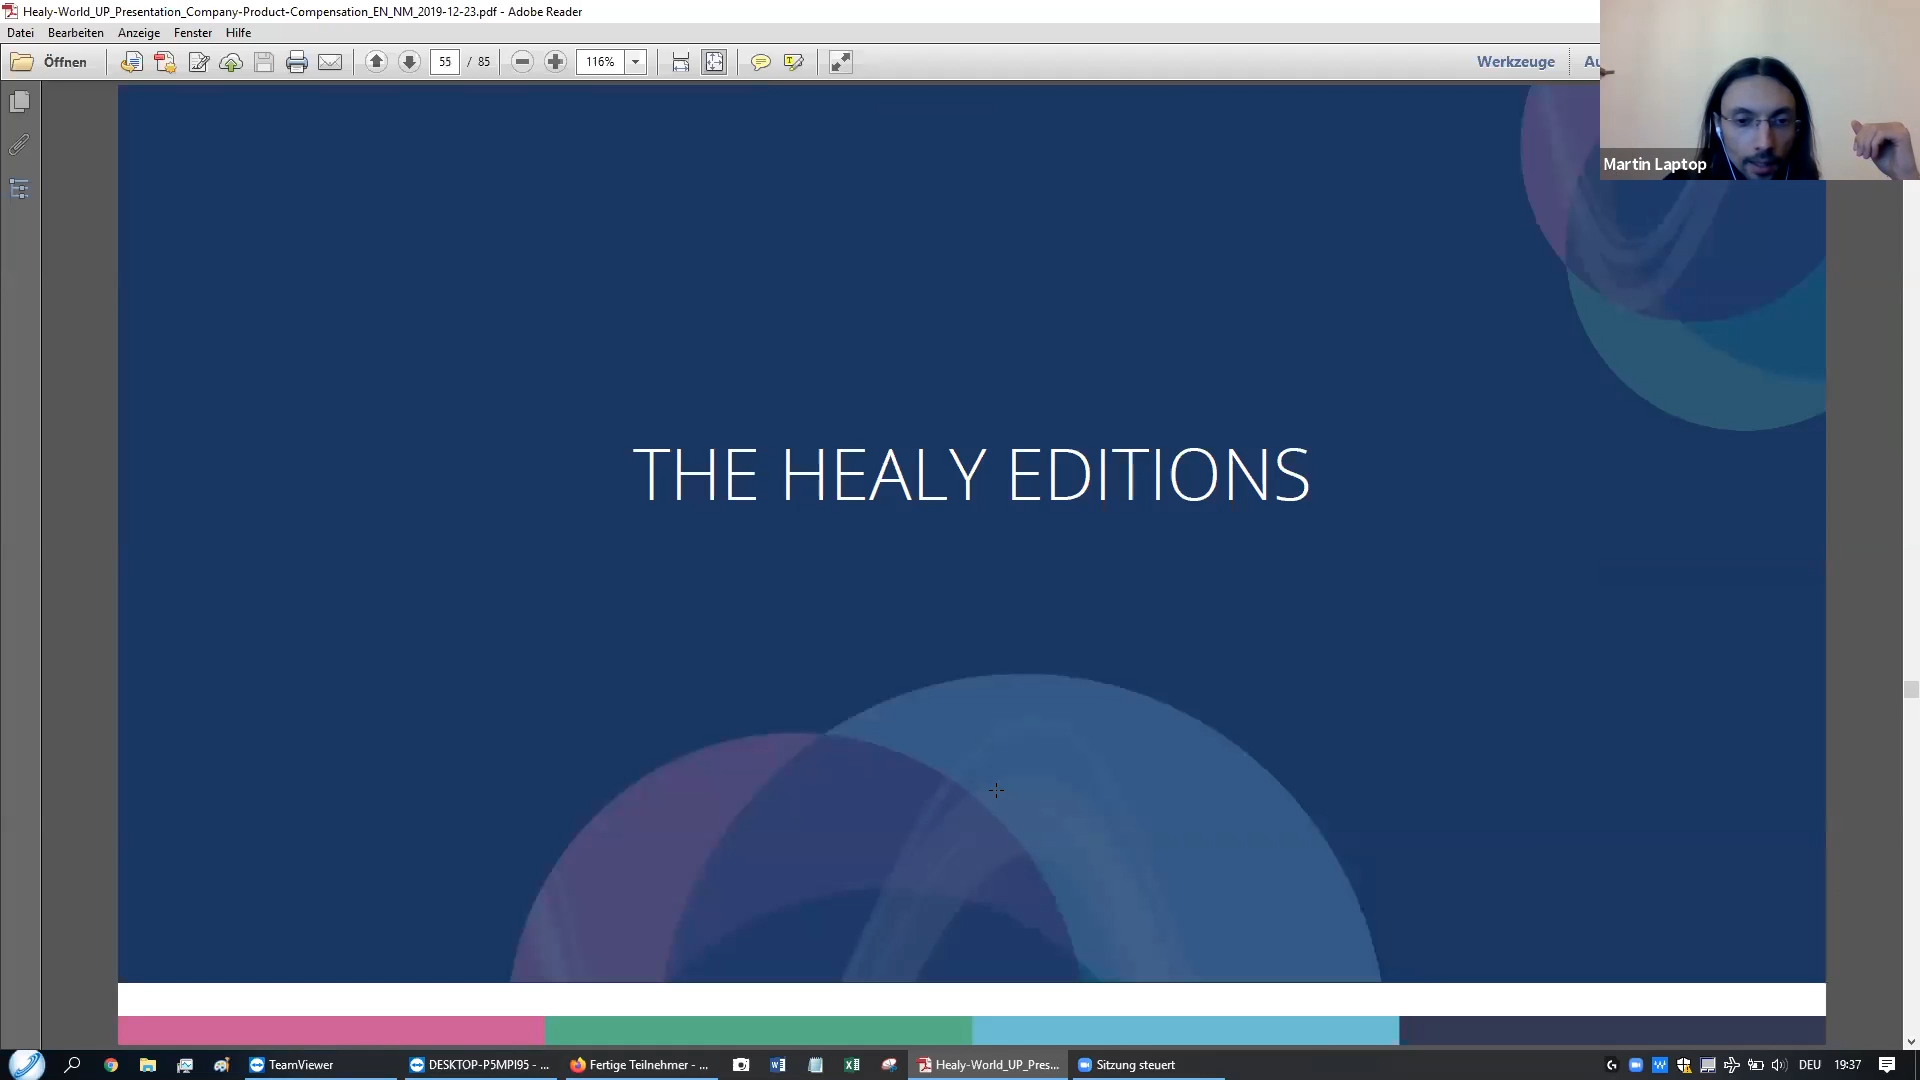 Healy-World_UP_Presentation_Company-Product-Compensation_EN_NM_2019-12-23.pdf - Adobe Reader
Datei Bearbeiten Anzeige Fenster Hilfe
Öffnen 55 / 85 116% Werkzeuge
Martin Laptop
THE HEALY EDITIONS
TeamViewer DESKTOP-P5MPI95 - ... Fertige Teilnehmer - ... Healy-World_UP_Pres... Sitzung steuert DEU 19:37